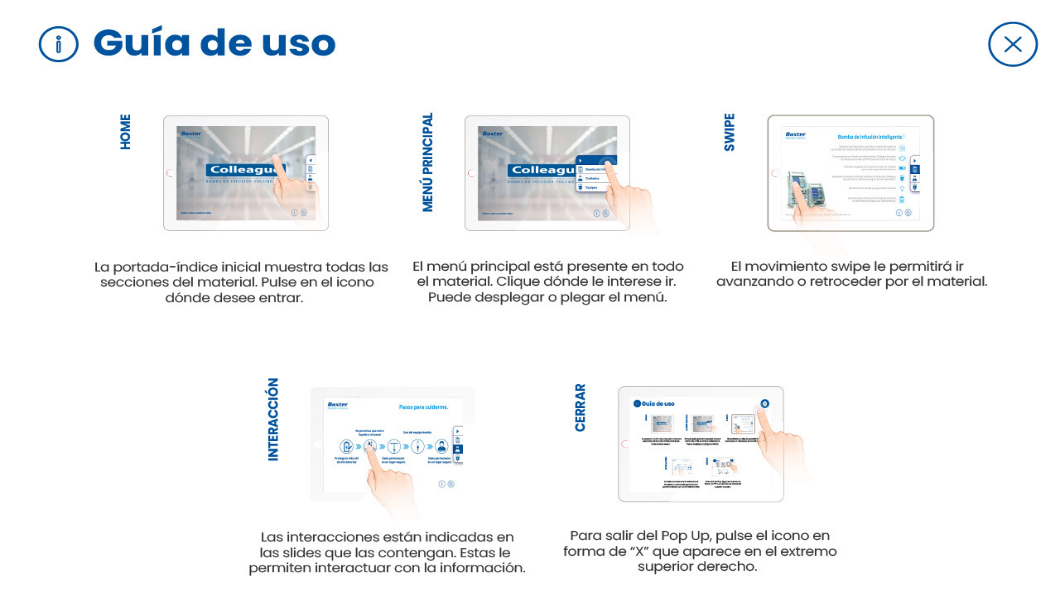 Guía de uso
HOME
Baxter
Colleague
La portada-índice inicial muestra todas las
secciones del material. Pulse en el icono
dónde desee entrar.
MENÚ PRINCIPAL
Baxter
Colleagu
El menú principal está presente en todo
el material. Clique dónde le interese ir.
Puede desplegar o plegar el menú.
SWIPE
Baxter
Bomba de infusión inteligente.
El movimiento swipe le permitirá ir
avanzando o retroceder por el material.
INTERACCIÓN
Baxter
Pasos para cuidarme.
Las interacciones están indicadas en
las slides que las contengan. Estas le
permiten interactuar con la información.
CERRAR
Guía de uso
Para salir del Pop Up, pulse el icono en
forma de “X” que aparece en el extremo
superior derecho.